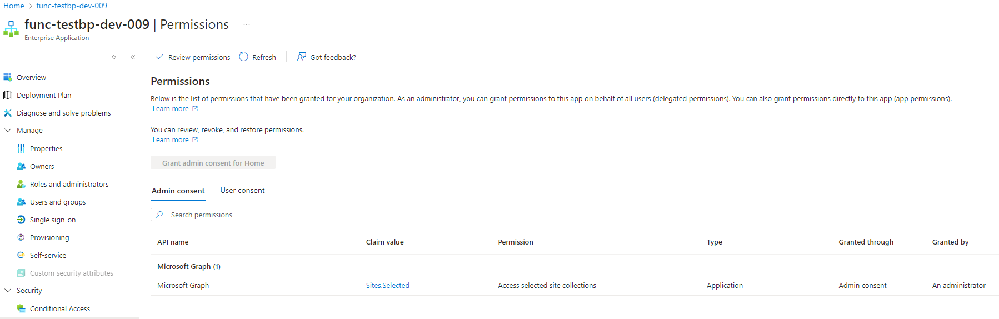 Home > func-testbp-dev-009
func-testbp-dev-009 | Permissions ...
Enterprise Application
Review permissions Refresh Got feedback?
Overview
Deployment Plan
Diagnose and solve problems
Manage
Properties
Owners
Roles and administrators
Users and groups
Single sign-on
Provisioning
Self-service
Custom security attributes
Security
Conditional Access
Permissions
Below is the list of permissions that have been granted for your organization. As an administrator, you can grant permissions to this app on behalf of all users (delegated permissions). You can also grant permissions directly to this app (app permissions).
Learn more
You can review, revoke, and restore permissions.
Learn more
Grant admin consent for Home
Admin consent User consent
Search permissions
API name Claim value Permission Type Granted through Granted by
Microsoft Graph (1)
Microsoft Graph Sites.Selected Access selected site collections Application Admin consent An administrator